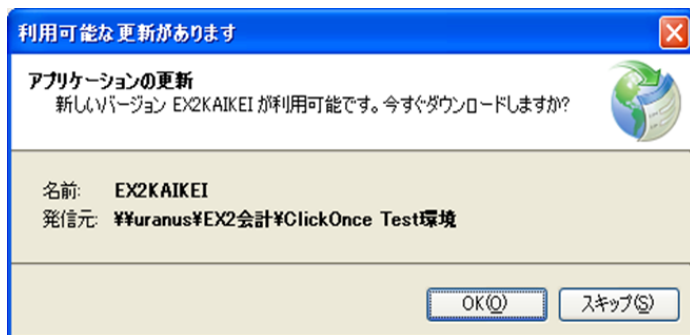 利用可能な更新があります
アプリケーションの更新
新しいバージョン EX2KAIKEI が利用可能です。今すぐダウンロードしますか?
名前: EX2KAIKEI
発信元: ¥¥uranus¥EX2会計¥ClickOnce Test環境
OK(O) スキップ(S)